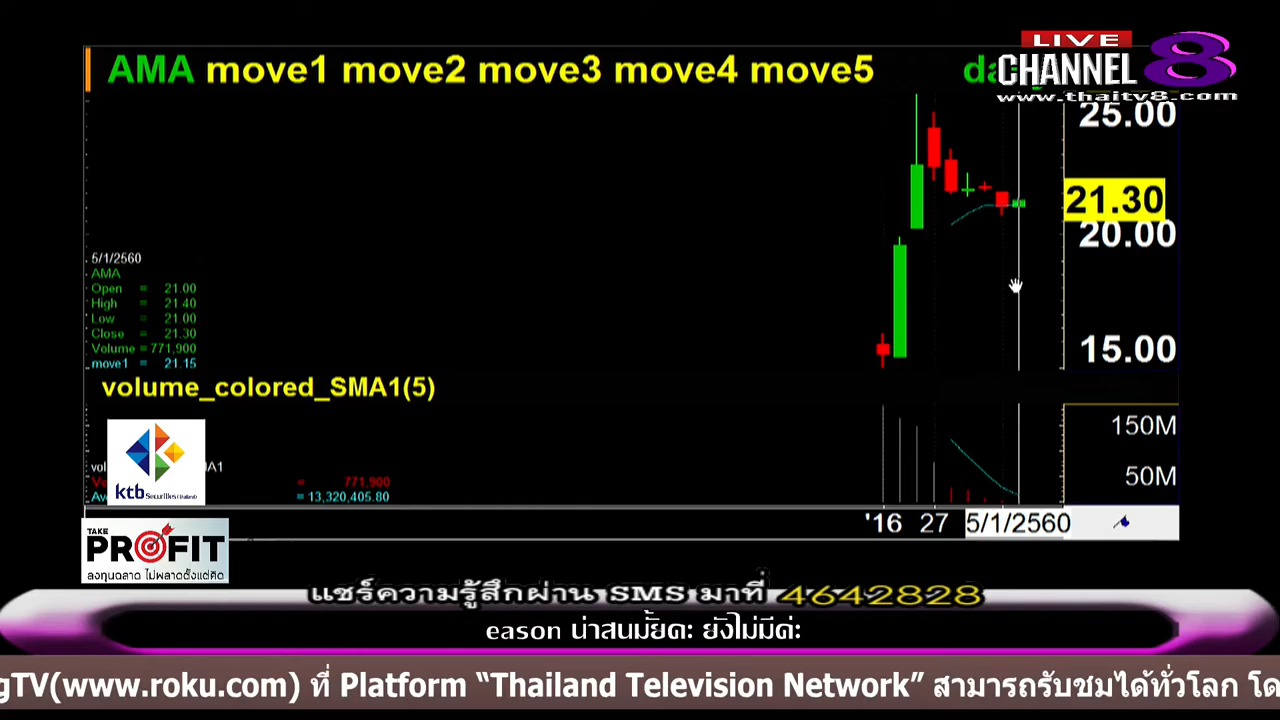 LIVE
CHANNEL 8
www.thaitv8.com
AMA move1 move2 move3 move4 move5
25.00
21.30
20.00
15.00
5/1/2560
AMA
Open = 21.00
High = 21.40
Low = 21.00
Close = 21.30
Volume = 771,900
move1 = 21.15
volume_colored_SMA1(5)
150M
50M
= 771,900
= 13,320,405.80
ktb
Securities (Thailand)
'16 27 5/1/2560
TAKE
PROFIT
ลงทุนฉลาด ไม่พลาดตั้งแต่คิด
แชร์ความรู้สึกผ่าน SMS มาที่ 4642828
eason น่าสนมั้ยคะ ยังไม่มีค่ะ
gTV(www.roku.com) ที่ Platform “Thailand Television Network” สามารถรับชมได้ทั่วโลก โด